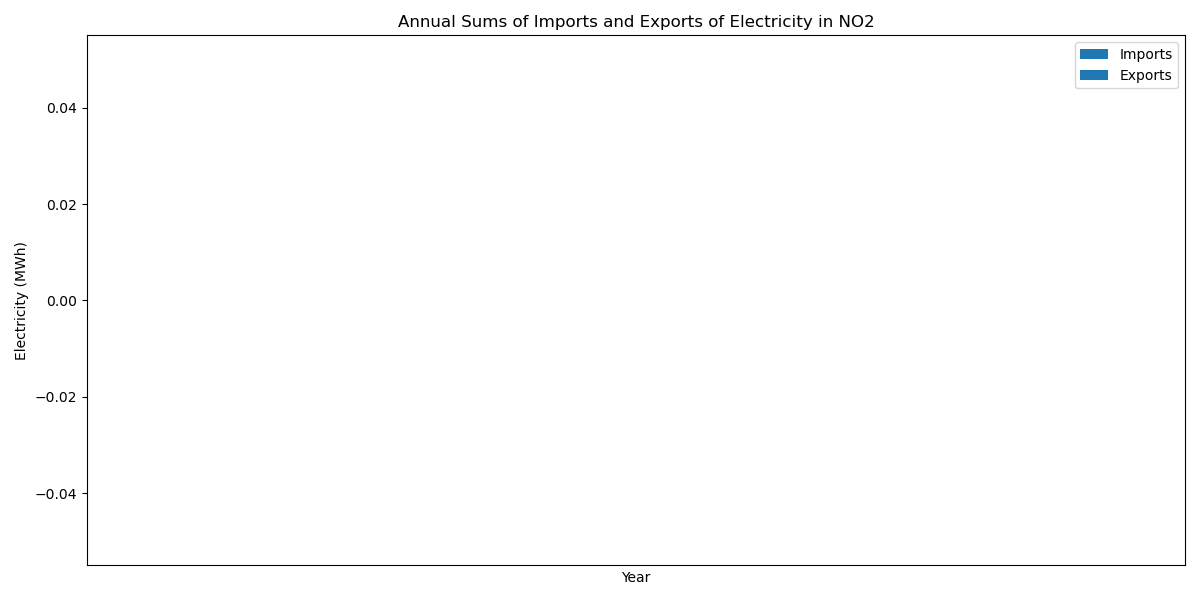 Annual Sums of Imports and Exports of Electricity in NO2
Imports
Exports
0.04
0.02
0.00
−0.02
−0.04
Electricity (MWh)
Year